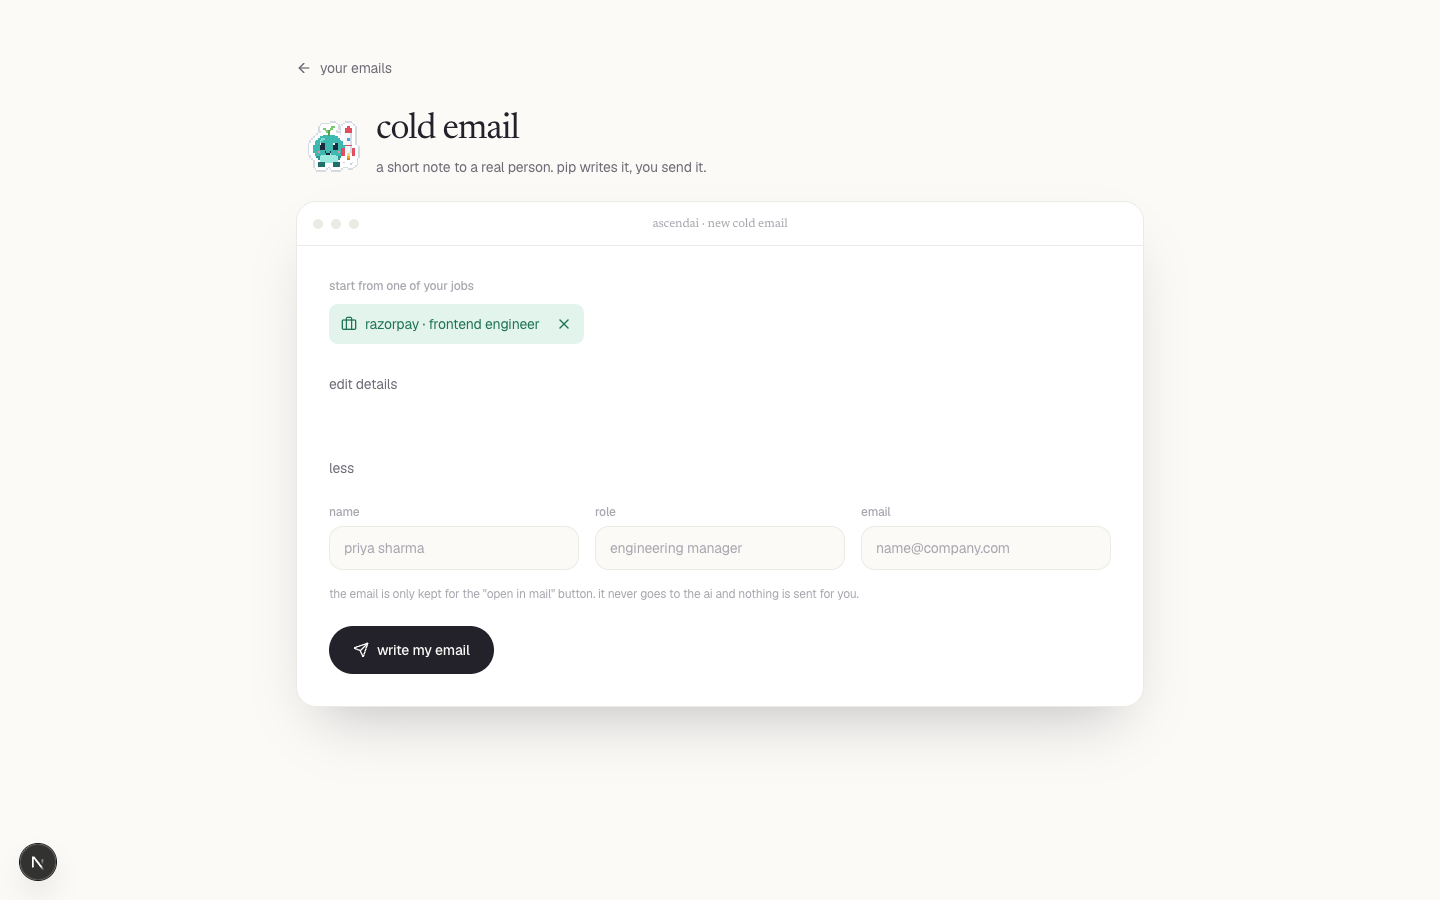 your emails
cold email
a short note to a real person. pip writes it, you send it.
ascendai · new cold email
start from one of your jobs
razorpay · frontend engineer
edit details
less
name
role
email
priya sharma
engineering manager
name@company.com
the email is only kept for the "open in mail" button. it never goes to the ai and nothing is sent for you.
write my email
N